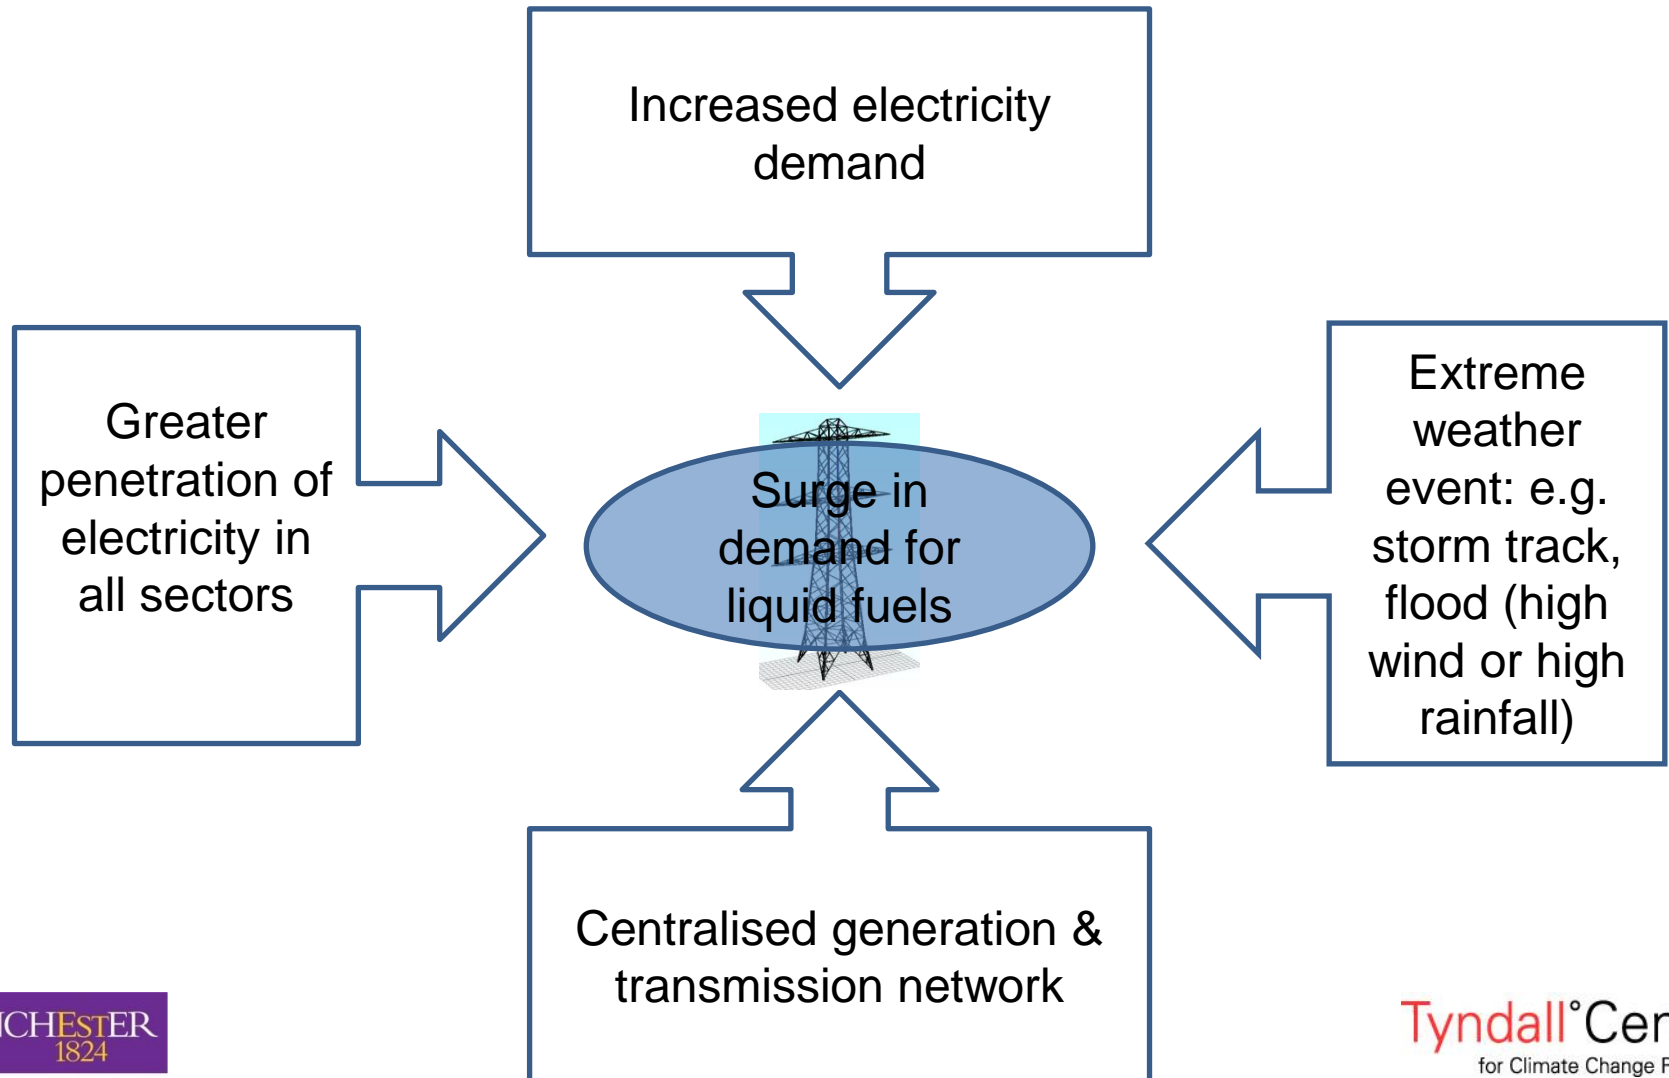 Increased electricity
demand
Greater
penetration of
electricity in
all sectors
Surge in
demand for
liquid fuels
Extreme
weather
event: e.g.
storm track,
flood (high
wind or high
rainfall)
Centralised generation &
transmission network
NCHESTER
1824
Tyndall°Cen
for Climate Change R